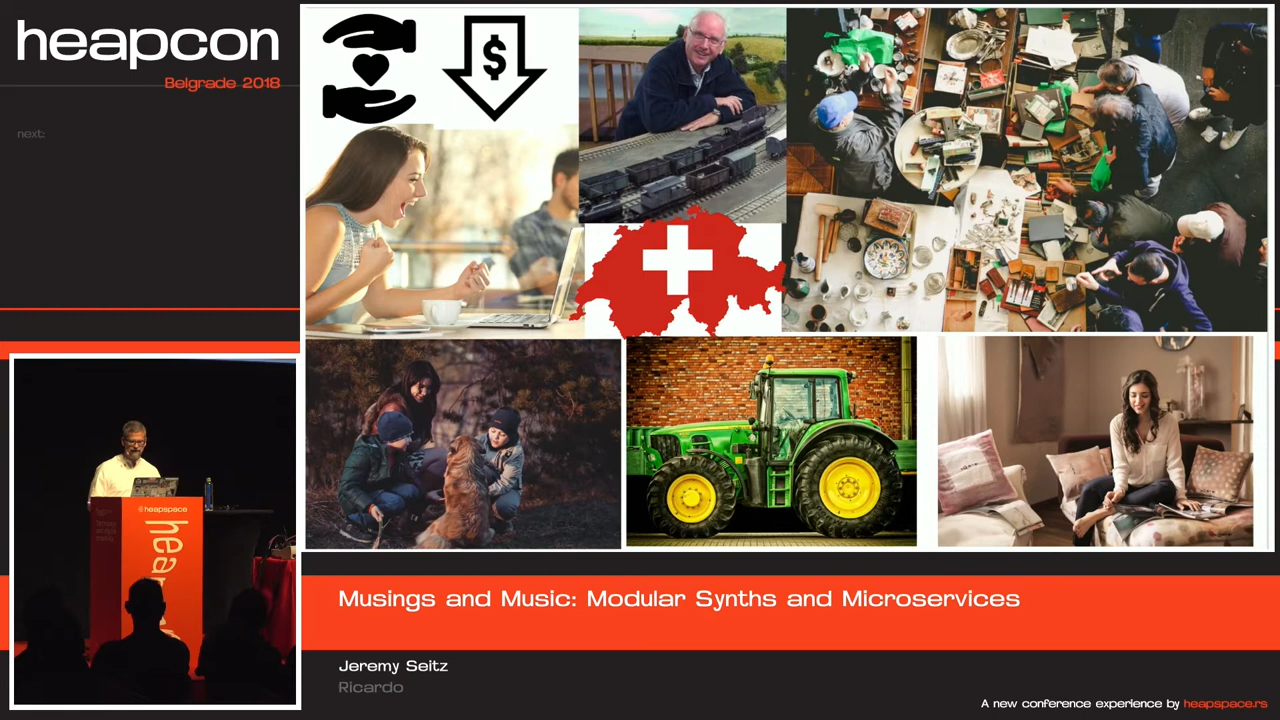 heapcon
Belgrade 2018
next:
$
heapspace
Musings and Music: Modular Synths and Microservices
Jeremy Seitz
Ricardo
A new conference experience by heapspace.rs